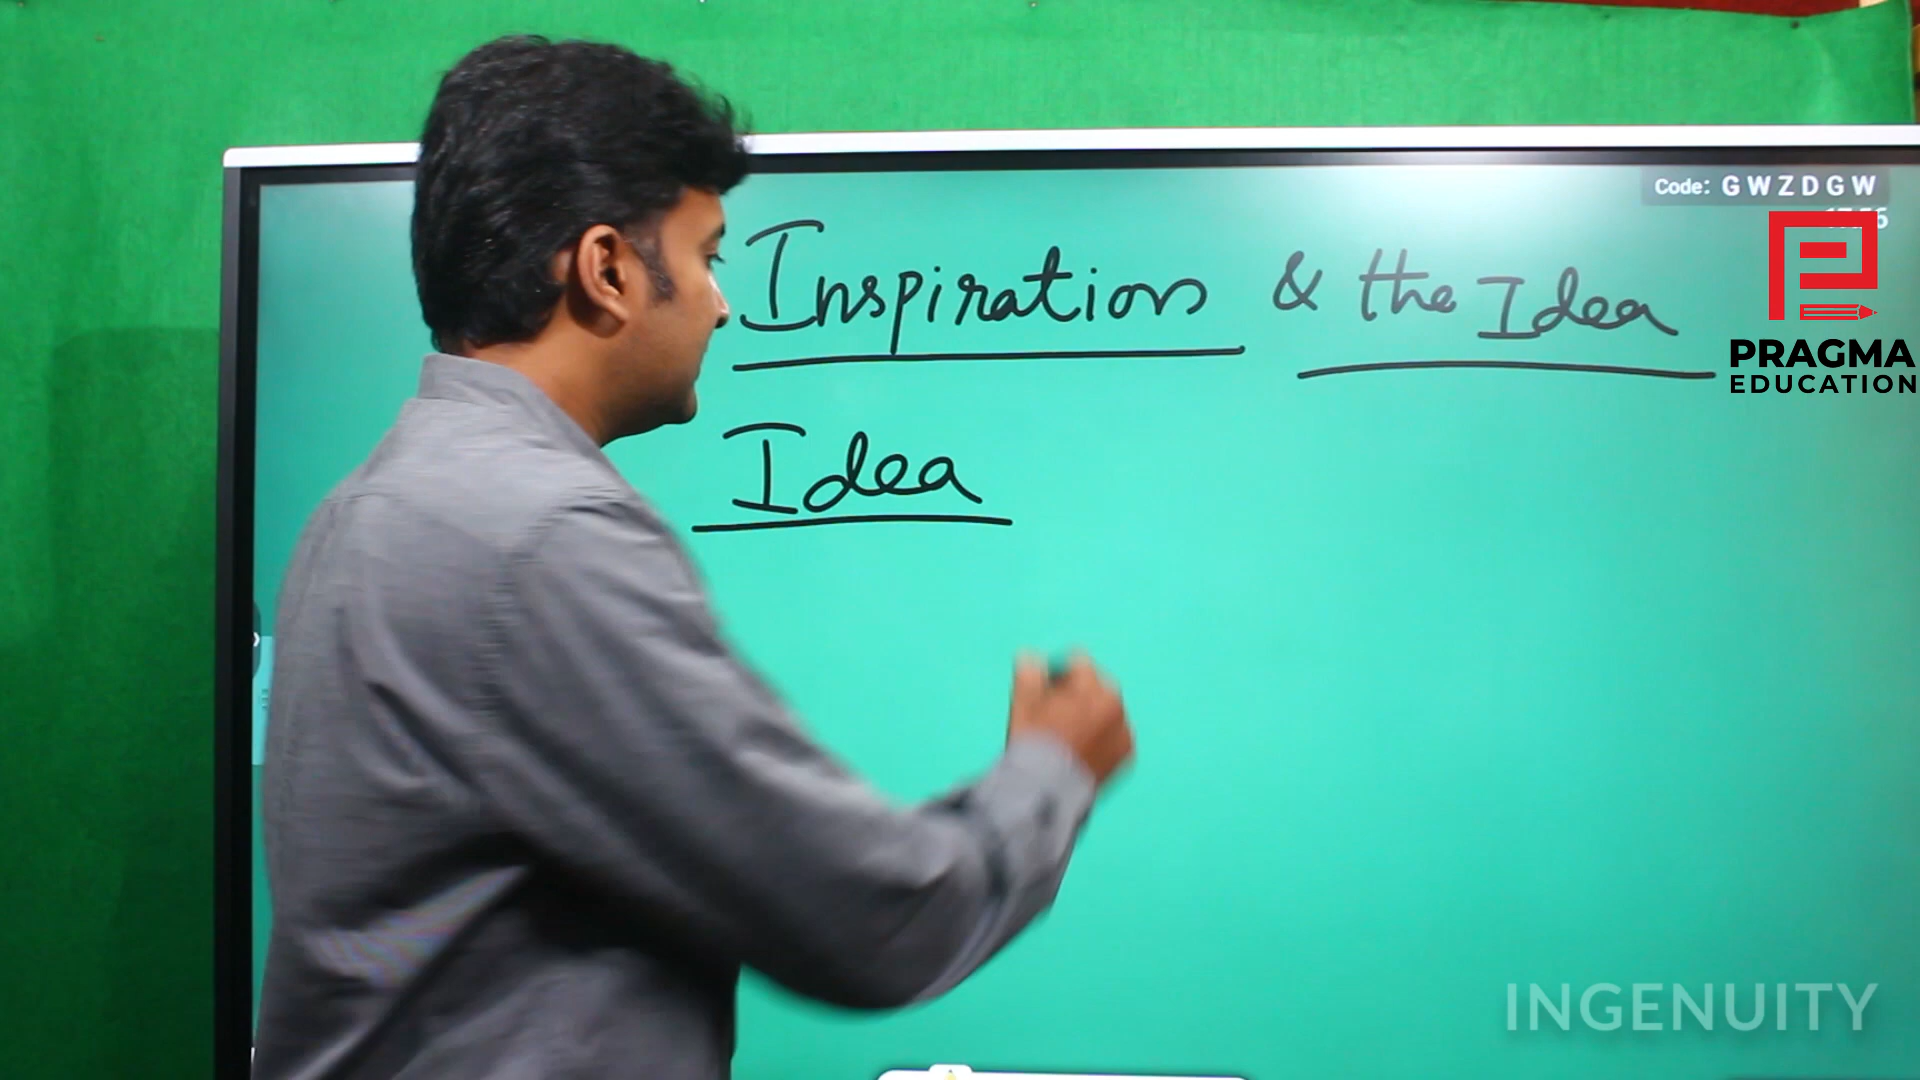 Code: GWZDGW
Inspiration & the Idea
PRAGMA
EDUCATION
Idea
INGENUITY